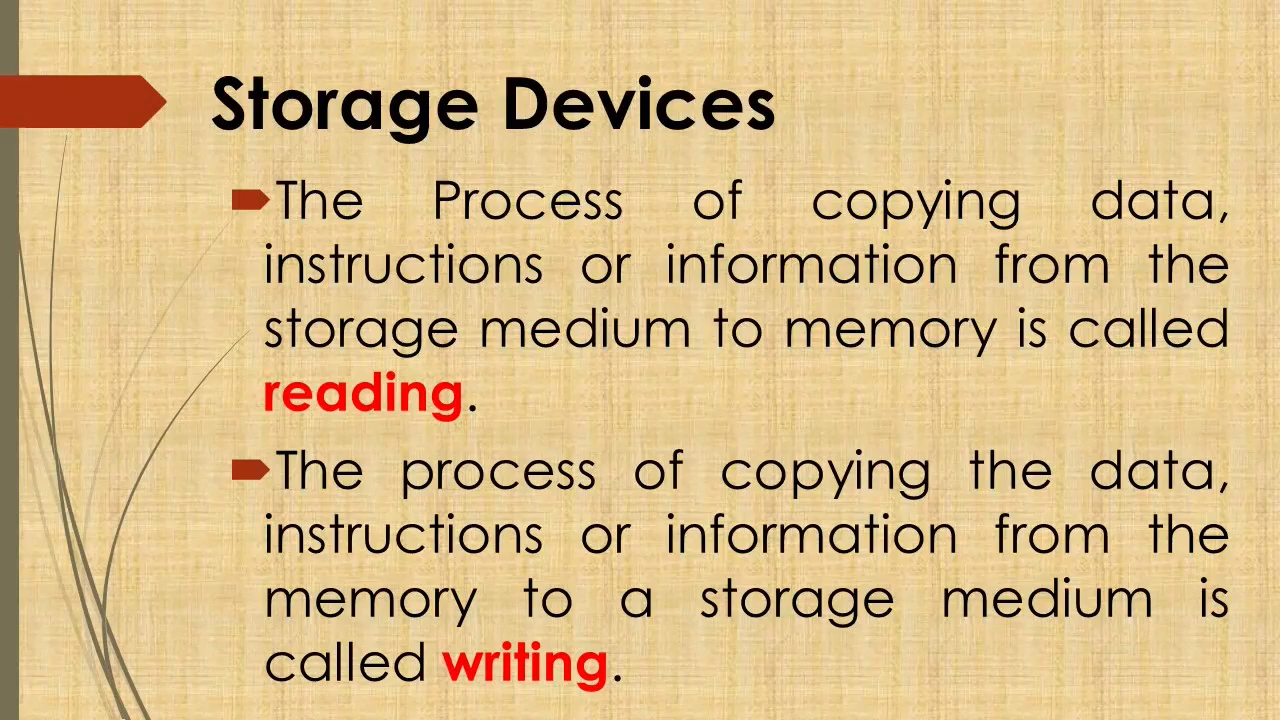 Storage Devices
The Process of copying data,
instructions or information from the
storage medium to memory is called
reading.
The process of copying the data,
instructions or information from the
memory to a storage medium is
called writing.